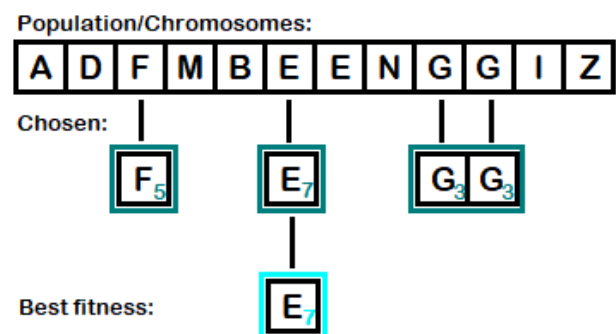 Population/Chromosomes:
A D F M B E E N G G I Z
Chosen:
F5 E7 G3 G3
Best fitness: E7